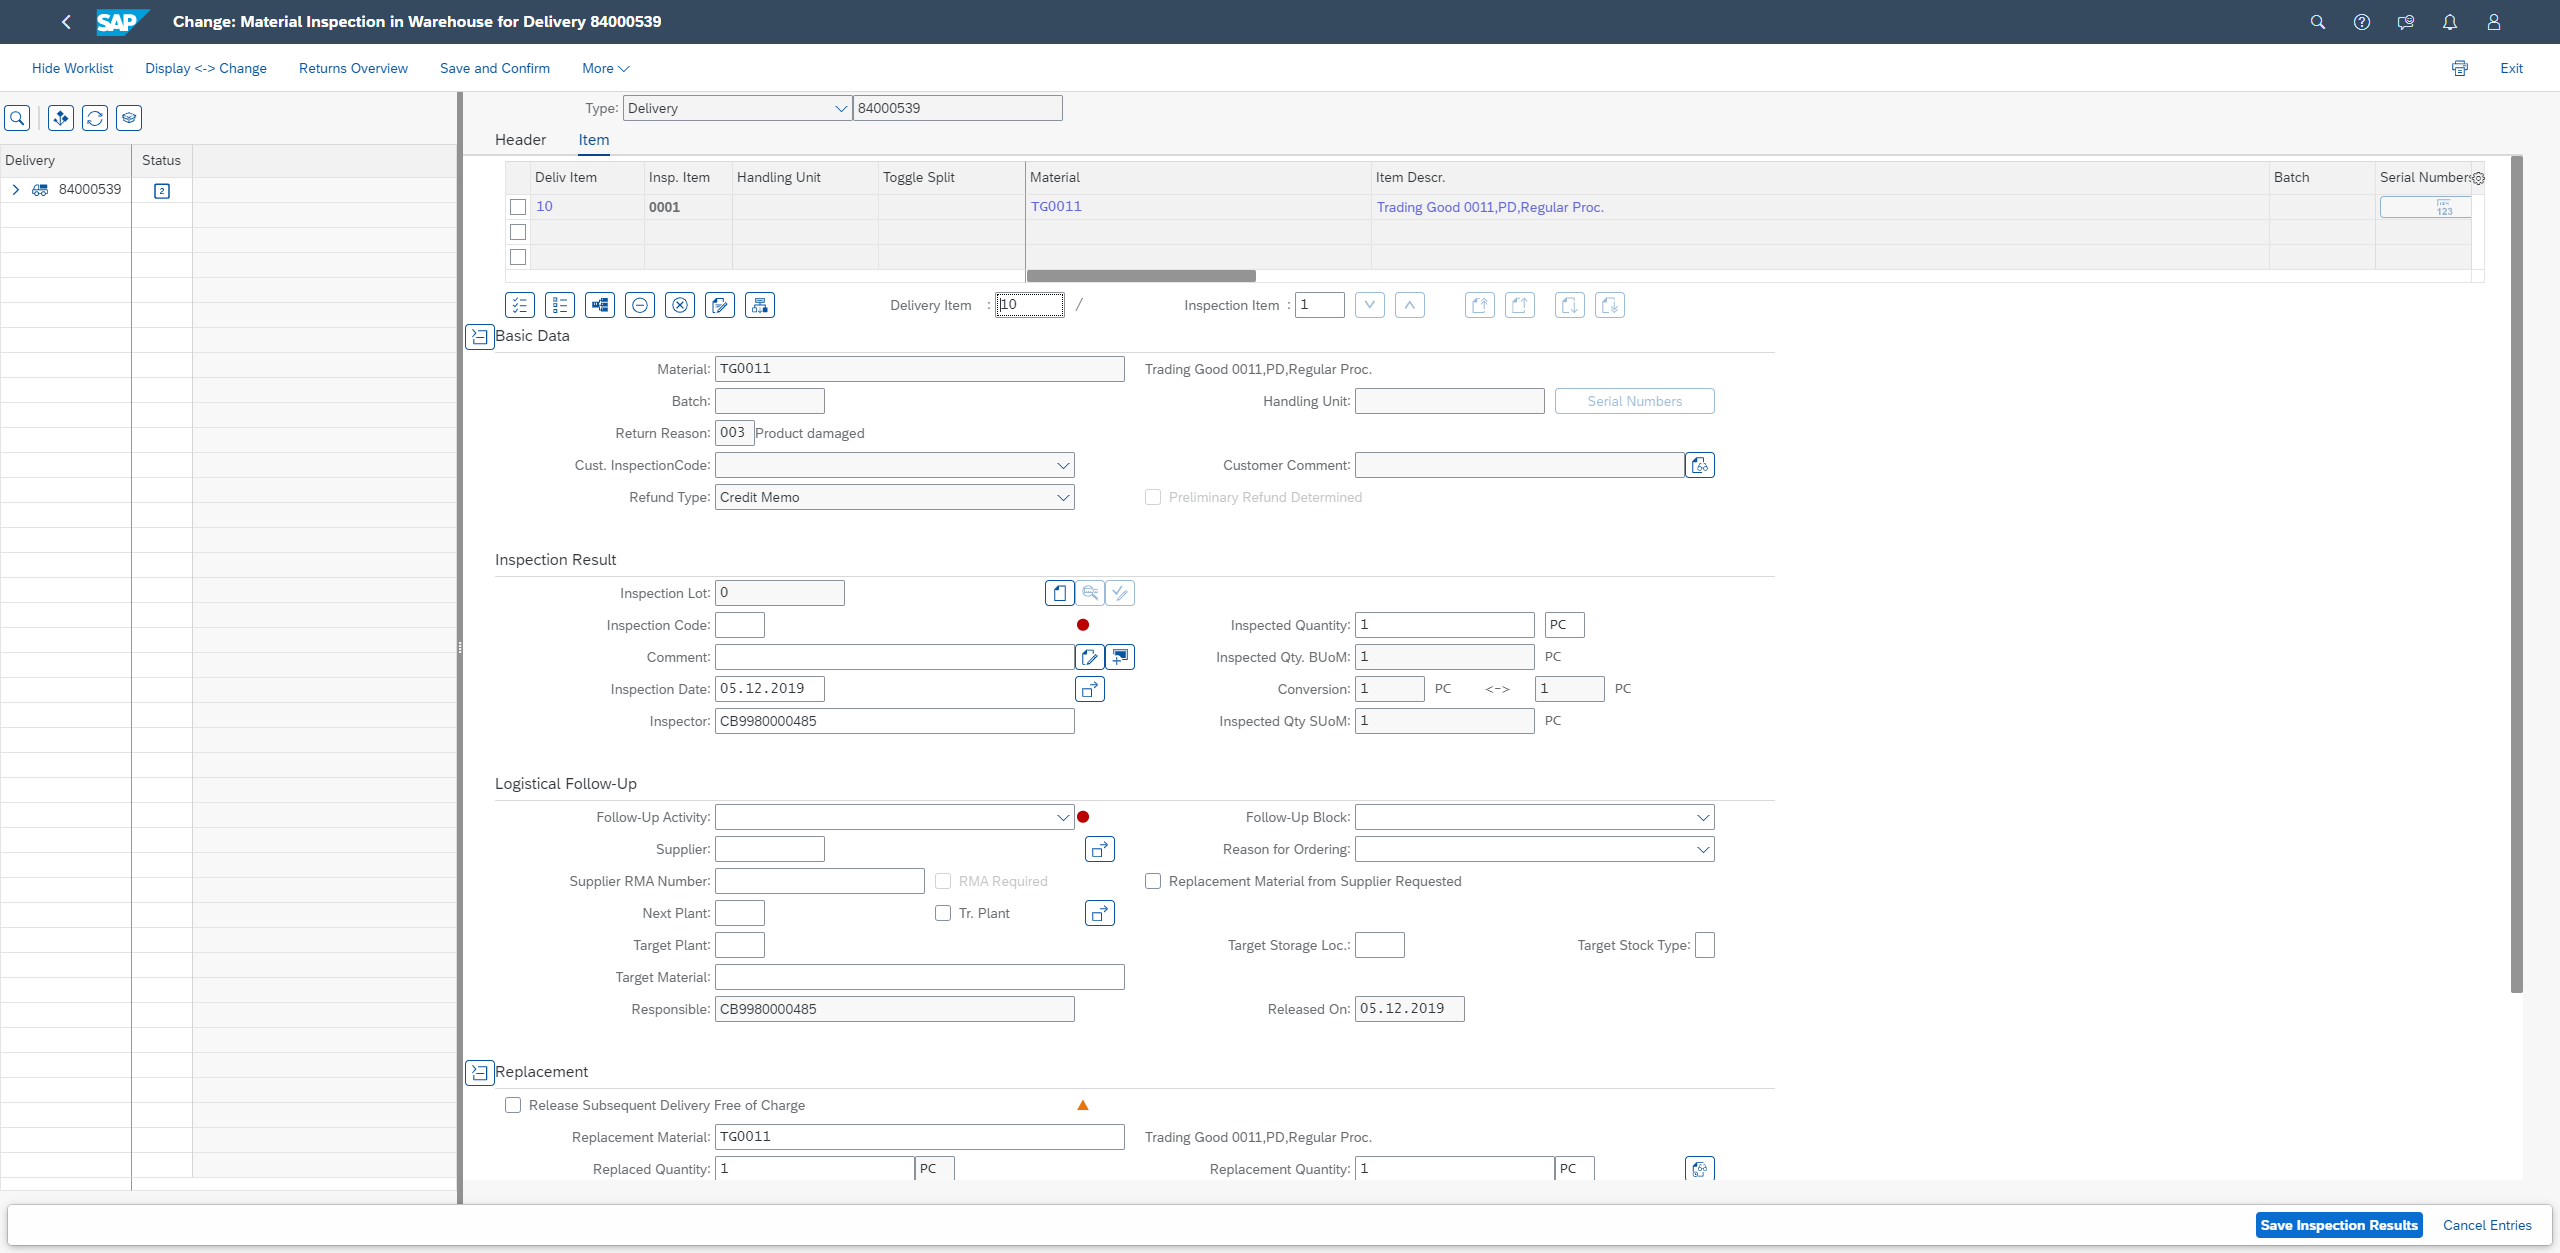 SAP Change: Material Inspection in Warehouse for Delivery 84000539
Hide Worklist Display <-> Change Returns Overview Save and Confirm More Exit
Type: Delivery 84000539
Header Item
Delivery Status
84000539 2
Deliv Item Insp. Item Handling Unit Toggle Split Material Item Descr. Batch Serial Numbers
10 0001 TG0011 Trading Good 0011,PD,Regular Proc. 123
Delivery Item : 10 / Inspection Item : 1
Basic Data
Material: TG0011 Trading Good 0011,PD,Regular Proc.
Batch: Handling Unit: Serial Numbers
Return Reason: 003 Product damaged
Cust. InspectionCode: Customer Comment:
Refund Type: Credit Memo Preliminary Refund Determined
Inspection Result
Inspection Lot: 0
Inspection Code: Inspected Quantity: 1 PC
Comment: Inspected Qty. BUoM: 1 PC
Inspection Date: 05.12.2019 Conversion: 1 PC <-> 1 PC
Inspector: CB9980000485 Inspected Qty SUoM: 1 PC
Logistical Follow-Up
Follow-Up Activity: Follow-Up Block:
Supplier: Reason for Ordering:
Supplier RMA Number: RMA Required Replacement Material from Supplier Requested
Next Plant: Tr. Plant
Target Plant: Target Storage Loc.: Target Stock Type:
Target Material:
Responsible: CB9980000485 Released On: 05.12.2019
Replacement
Release Subsequent Delivery Free of Charge
Replacement Material: TG0011 Trading Good 0011,PD,Regular Proc.
Replaced Quantity: 1 PC Replacement Quantity: 1 PC
Save Inspection Results Cancel Entries